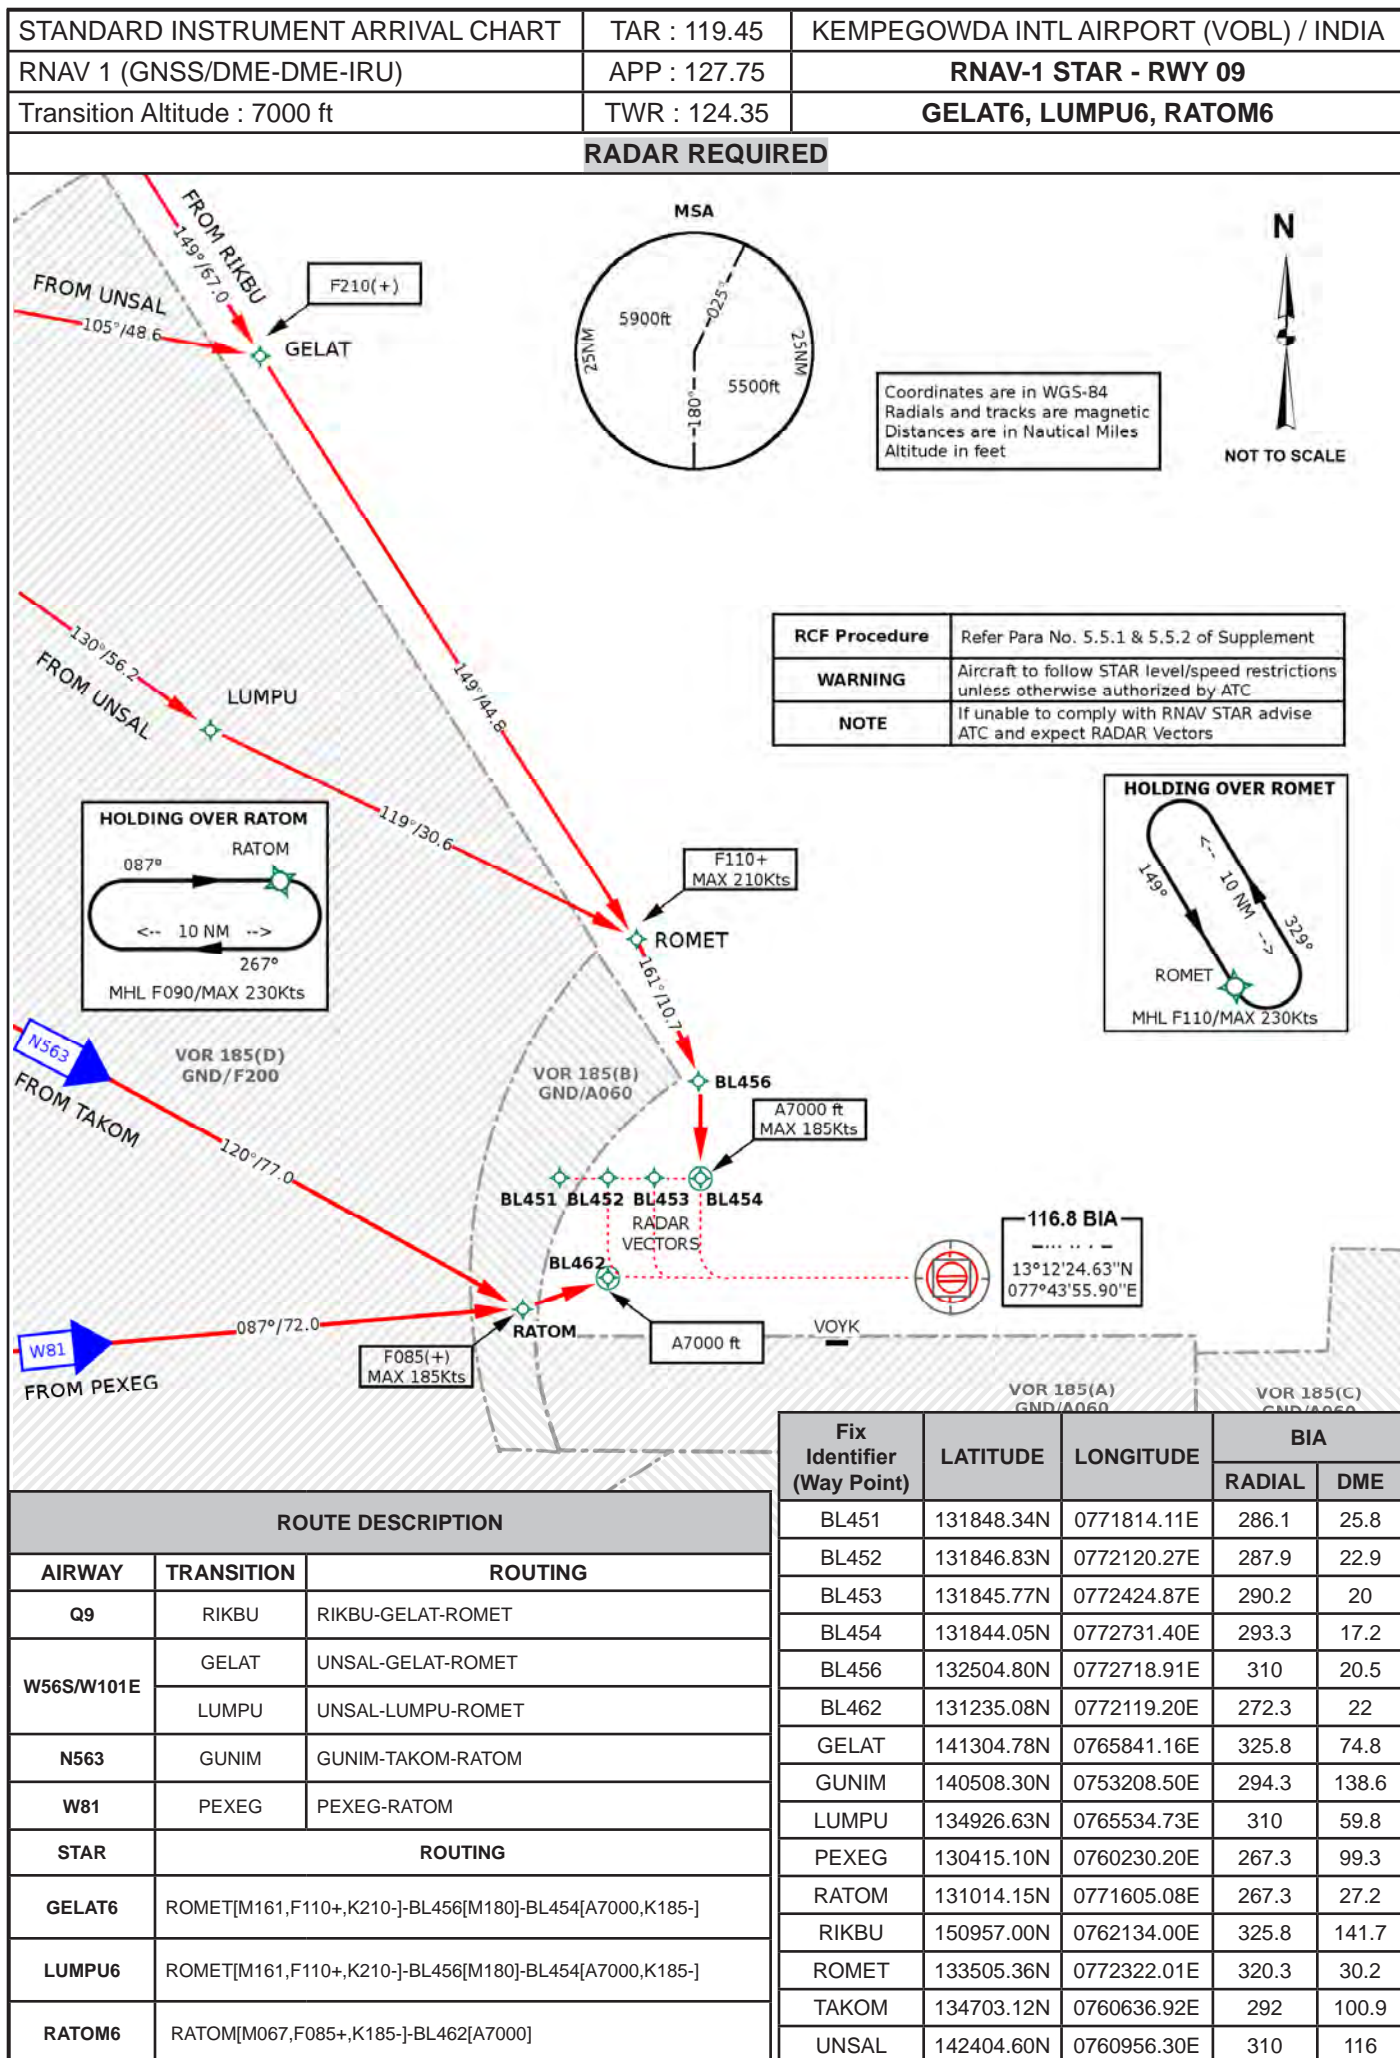 STANDARD INSTRUMENT ARRIVAL CHART TAR : 119.45 KEMPEGOWDA INTL AIRPORT (VOBL) / INDIA
RNAV 1 (GNSS/DME-DME-IRU) APP : 127.75 RNAV-1 STAR - RWY 09
Transition Altitude : 7000 ft TWR : 124.35 GELAT6, LUMPU6, RATOM6
RADAR REQUIRED
FROM RIKBU
149°/67.0
F210(+)
FROM UNSAL
105°/48.6
GELAT
MSA
5900ft
025°
25NM
25NM
5500ft
180°
N
NOT TO SCALE
Coordinates are in WGS-84
Radials and tracks are magnetic
Distances are in Nautical Miles
Altitude in feet
130°/56.2
FROM UNSAL
LUMPU
149°/44.8
119°/30.6
RCF Procedure Refer Para No. 5.5.1 & 5.5.2 of Supplement
WARNING Aircraft to follow STAR level/speed restrictions
unless otherwise authorized by ATC
NOTE If unable to comply with RNAV STAR advise
ATC and expect RADAR Vectors
HOLDING OVER RATOM
RATOM
087°
<-- 10 NM -->
267°
MHL F090/MAX 230Kts
F110+
MAX 210Kts
ROMET
161°/10.7
HOLDING OVER ROMET
149°
<-- 10 NM -->
329°
ROMET
MHL F110/MAX 230Kts
N563
FROM TAKOM
VOR 185(D)
GND/F200
VOR 185(B)
GND/A060
BL456
A7000 ft
MAX 185Kts
120°/77.0
BL451 BL452 BL453 BL454
RADAR
VECTORS
BL462
116.8 BIA
13°12'24.63"N
077°43'55.90"E
087°/72.0
RATOM
W81
FROM PEXEG
F085(+)
MAX 185Kts
A7000 ft
VOYK
VOR 185(A)
GND/A060
VOR 185(C)
GND/A060
Fix
Identifier
(Way Point) LATITUDE LONGITUDE BIA
RADIAL DME
BL451 131848.34N 0771814.11E 286.1 25.8
BL452 131846.83N 0772120.27E 287.9 22.9
BL453 131845.77N 0772424.87E 290.2 20
BL454 131844.05N 0772731.40E 293.3 17.2
BL456 132504.80N 0772718.91E 310 20.5
BL462 131235.08N 0772119.20E 272.3 22
GELAT 141304.78N 0765841.16E 325.8 74.8
GUNIM 140508.30N 0753208.50E 294.3 138.6
LUMPU 134926.63N 0765534.73E 310 59.8
PEXEG 130415.10N 0760230.20E 267.3 99.3
RATOM 131014.15N 0771605.08E 267.3 27.2
RIKBU 150957.00N 0762134.00E 325.8 141.7
ROMET 133505.36N 0772322.01E 320.3 30.2
TAKOM 134703.12N 0760636.92E 292 100.9
UNSAL 142404.60N 0760956.30E 310 116
ROUTE DESCRIPTION
AIRWAY TRANSITION ROUTING
Q9 RIKBU RIKBU-GELAT-ROMET
W56S/W101E GELAT UNSAL-GELAT-ROMET
LUMPU UNSAL-LUMPU-ROMET
N563 GUNIM GUNIM-TAKOM-RATOM
W81 PEXEG PEXEG-RATOM
STAR ROUTING
GELAT6 ROMET[M161,F110+,K210-]-BL456[M180]-BL454[A7000,K185-]
LUMPU6 ROMET[M161,F110+,K210-]-BL456[M180]-BL454[A7000,K185-]
RATOM6 RATOM[M067,F085+,K185-]-BL462[A7000]